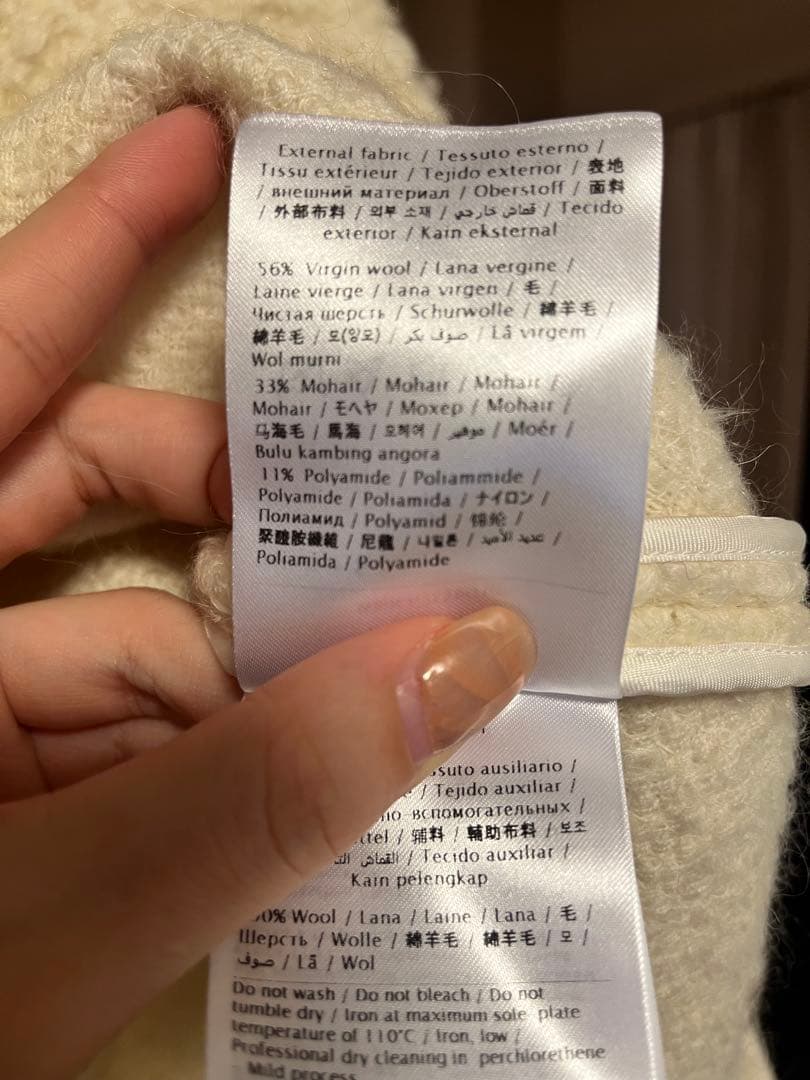 External fabric / Tessuto esterno /
Tissu extérieur / Tejido exterior / 表地
/ внешний материал / Oberstoff / 面料
/ 外部布料 / 외부 소재 / قماش خارجي / Tecido
exterior / Kain eksternal
56% Virgin wool / Lana vergine /
Laine vierge / Lana virgen / 毛 /
Чистая шерсть / Schurwolle / 綿羊毛 /
綿羊毛 / 모(양모) / صوف بكر / Lã virgem /
Wol murni
33% Mohair / Mohair / Mohair /
Mohair / モヘヤ / Мохер / Mohair /
马海毛 / 馬海 / 모헤어 / موهير / Moér /
Bulu kambing angora
11% Polyamide / Poliammide /
Polyamide / Poliamida / ナイロン /
Полиамид / Polyamid / 锦纶 /
聚醯胺纖維 / 尼龍 / 나일론 / عديد الأميد /
Poliamida / Polyamide
ausiliario /
/ Tejido auxiliar /
вспомогательных /
/ 辅料 / 輔助布料 / 보조
القماش / Tecido auxiliar /
Kain pelengkap
Wool / Lana / Laine / Lana / 毛 /
Шерсть / Wolle / 綿羊毛 / 綿羊毛 / 모 /
صوف / Lã / Wol
Do not wash / Do not bleach / Do not
tumble dry / Iron at maximum sole plate
temperature of 110°C / Iron, low /
Professional dry cleaning in perchlorethene
- Mild process